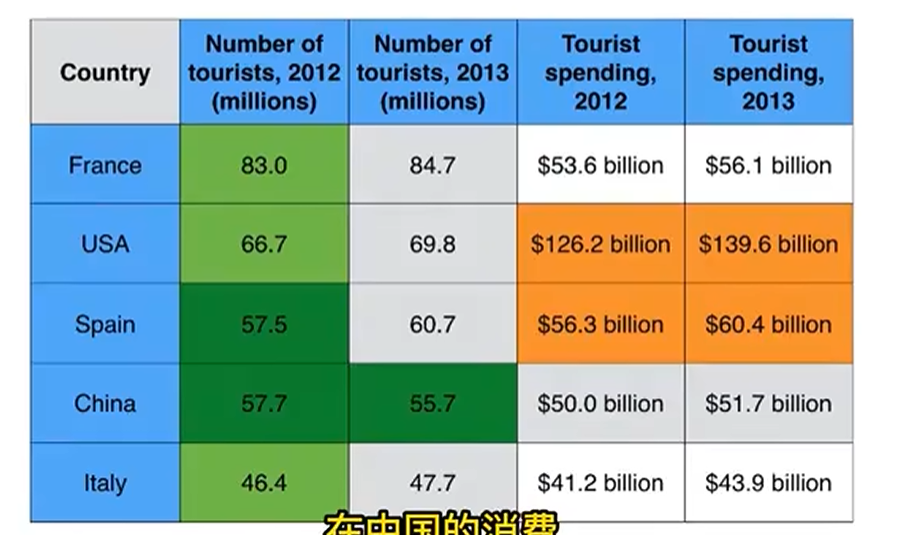 Country
Number of
tourists, 2012
(millions)
Number of
tourists, 2013
(millions)
Tourist
spending,
2012
Tourist
spending,
2013
France 83.0 84.7 $53.6 billion $56.1 billion
USA 66.7 69.8 $126.2 billion $139.6 billion
Spain 57.5 60.7 $56.3 billion $60.4 billion
China 57.7 55.7 $50.0 billion $51.7 billion
Italy 46.4 47.7 $41.2 billion $43.9 billion
在中国的消费